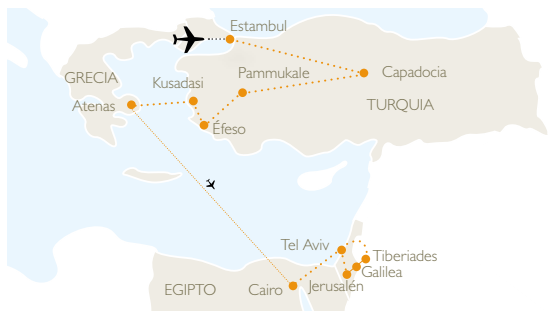 Estambul
GRECIA
Kusadasi
Pammukale
Capadocia
Atenas
TURQUIA
Éfeso
Tel Aviv
Tiberiades
Galilea
EGIPTO
Cairo
Jerusalén